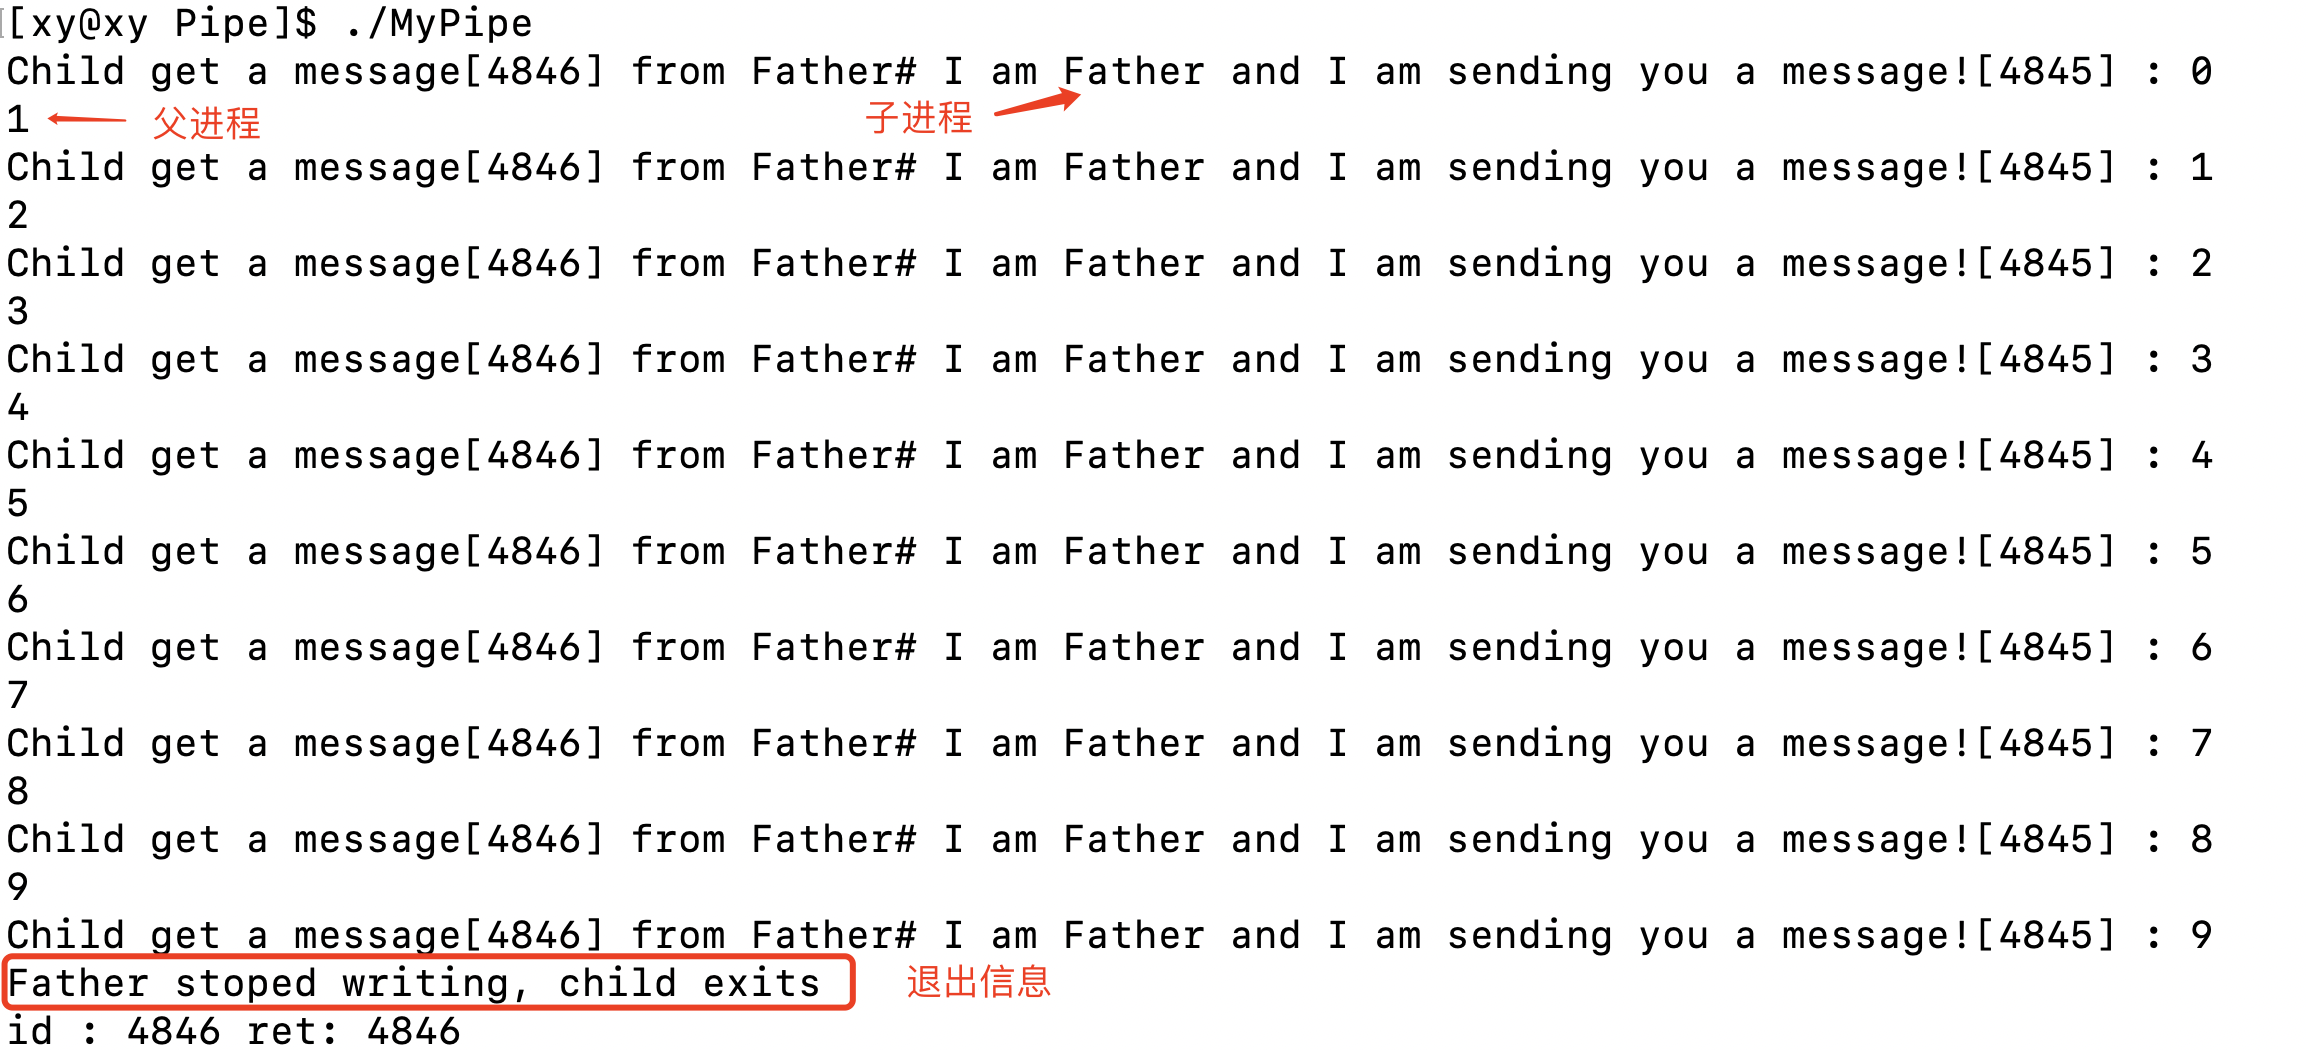 [xy@xy Pipe]$ ./MyPipe
Child get a message[4846] from Father# I am Father and I am sending you a message![4845] : 0
1 父进程 子进程
Child get a message[4846] from Father# I am Father and I am sending you a message![4845] : 1
2
Child get a message[4846] from Father# I am Father and I am sending you a message![4845] : 2
3
Child get a message[4846] from Father# I am Father and I am sending you a message![4845] : 3
4
Child get a message[4846] from Father# I am Father and I am sending you a message![4845] : 4
5
Child get a message[4846] from Father# I am Father and I am sending you a message![4845] : 5
6
Child get a message[4846] from Father# I am Father and I am sending you a message![4845] : 6
7
Child get a message[4846] from Father# I am Father and I am sending you a message![4845] : 7
8
Child get a message[4846] from Father# I am Father and I am sending you a message![4845] : 8
9
Child get a message[4846] from Father# I am Father and I am sending you a message![4845] : 9
Father stoped writing, child exits 退出信息
id : 4846 ret: 4846